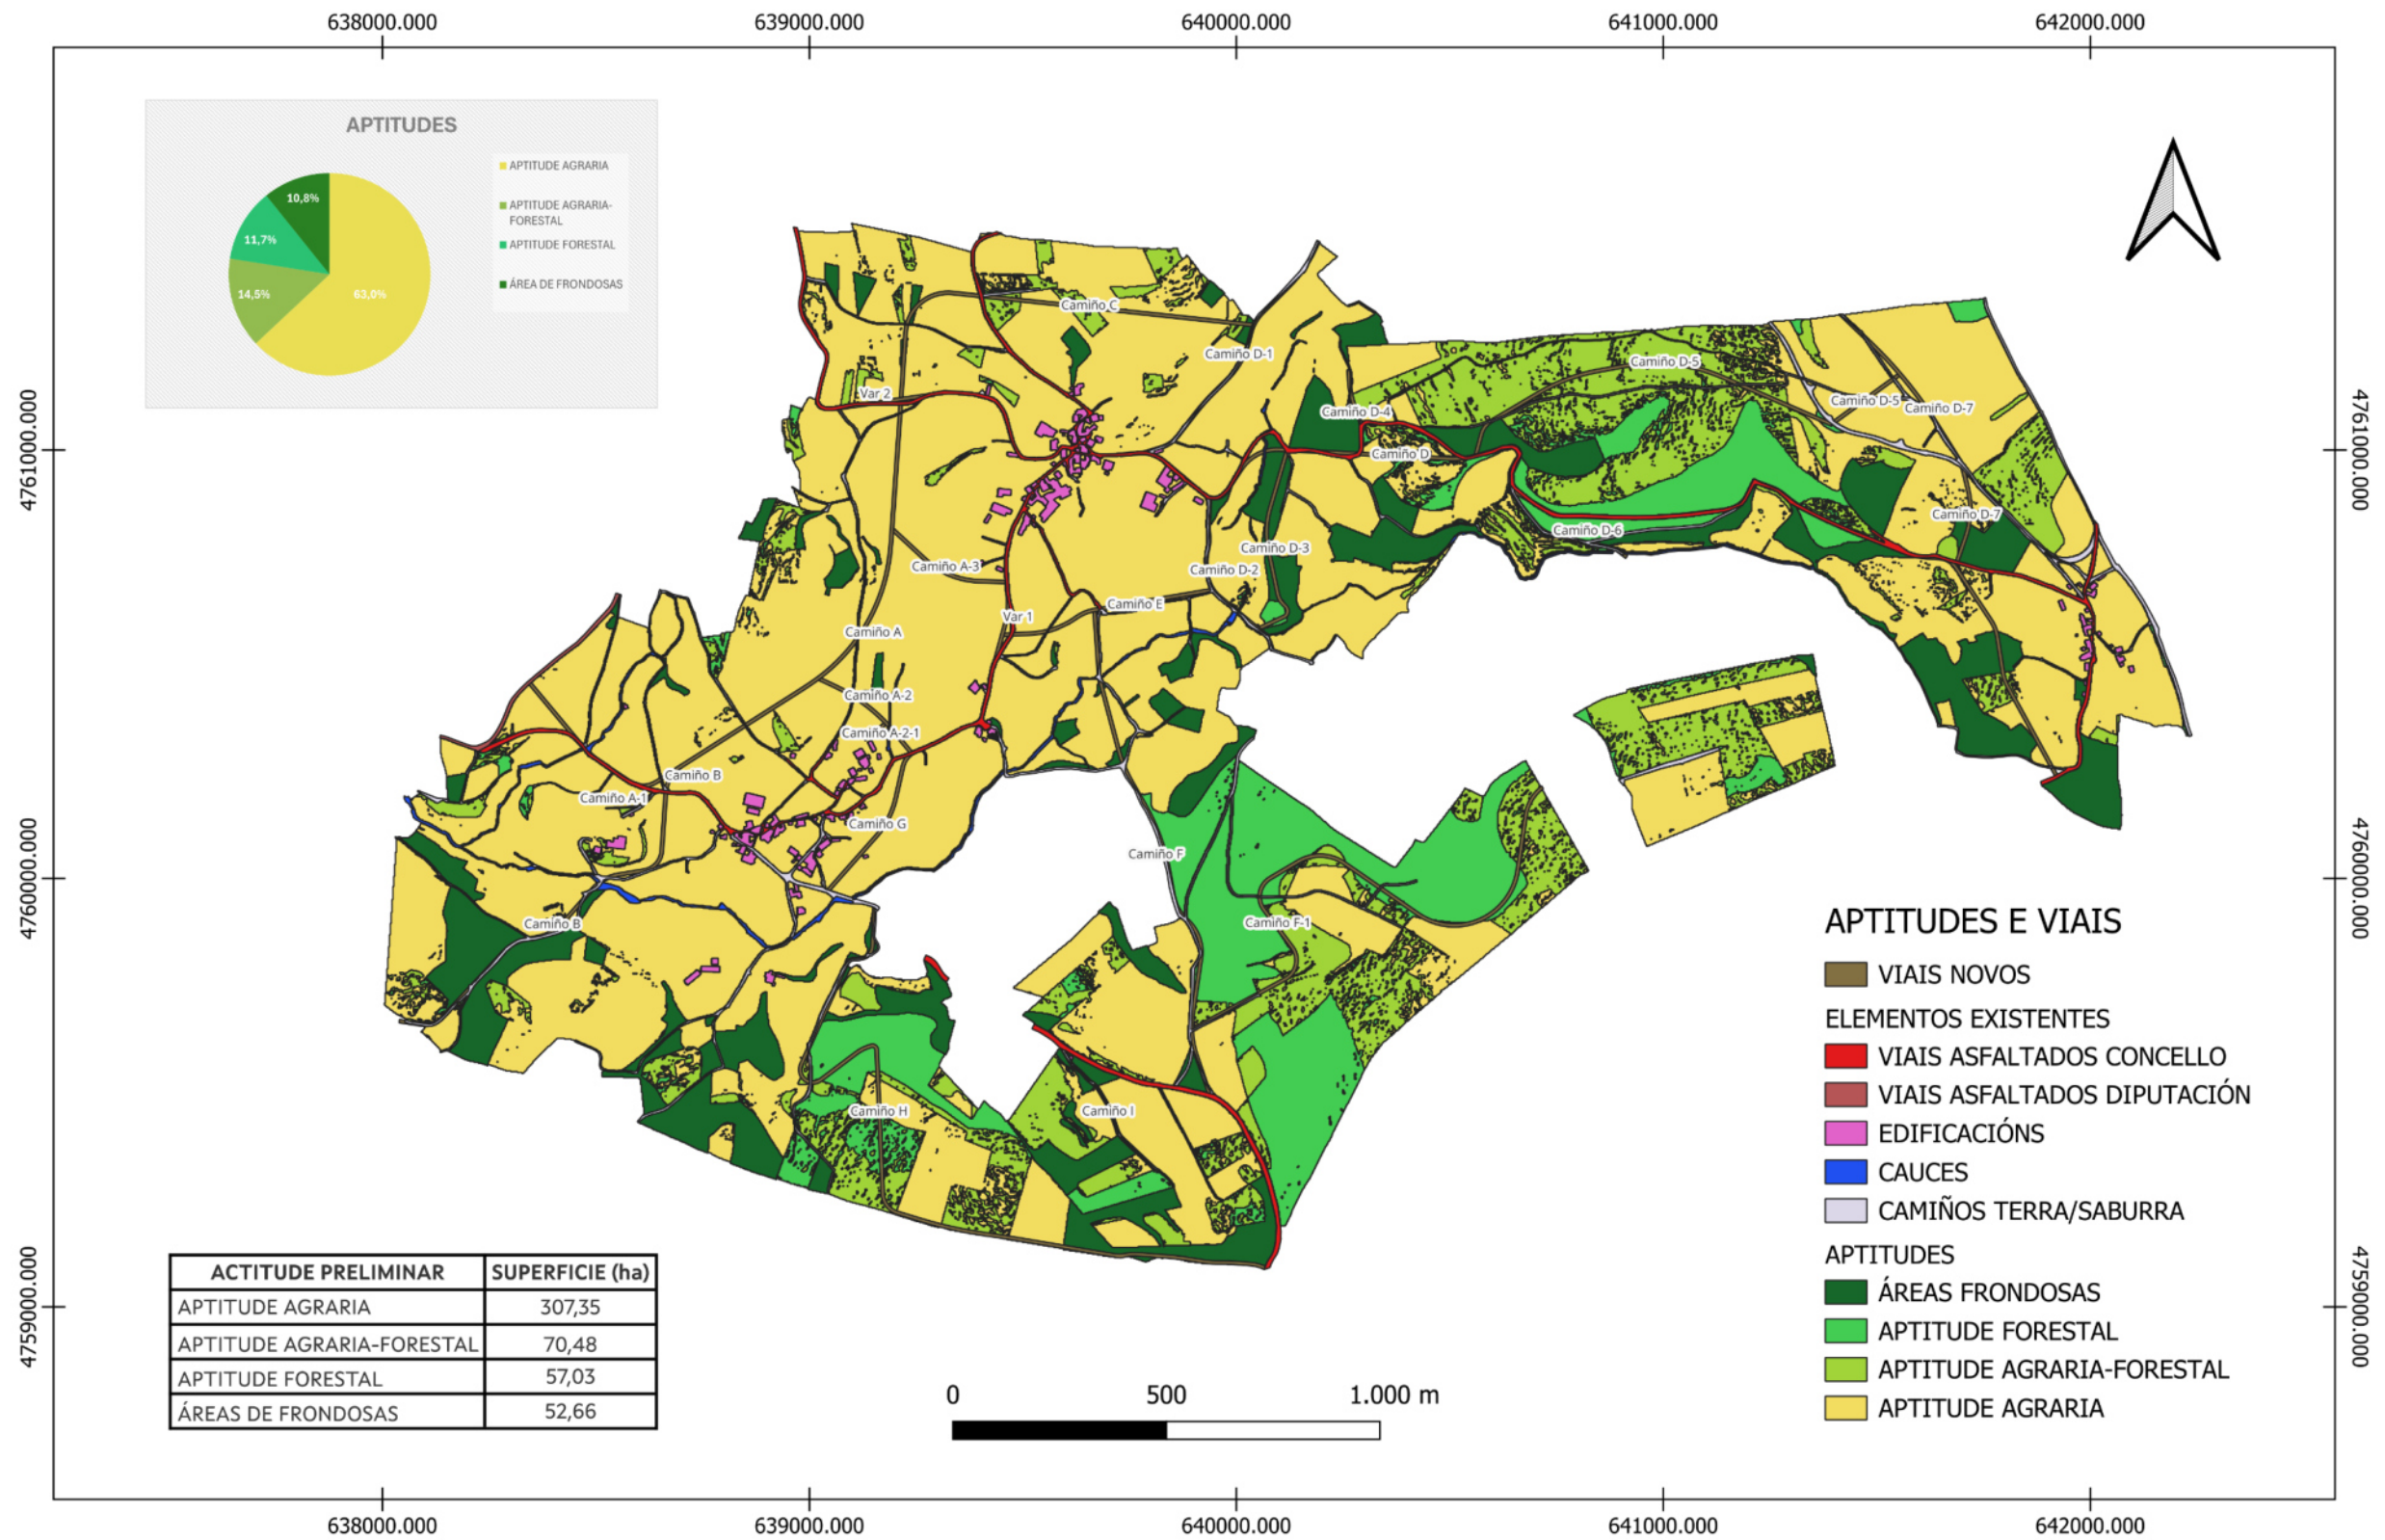 638000.000 639000.000 640000.000 641000.000 642000.000
APTITUDES
APTITUDE AGRARIA
APTITUDE AGRARIA-
FORESTAL
APTITUDE FORESTAL
ÁREA DE FRONDOSAS
10,8%
11,7%
14,5%
63,0%
4761000.000
4761000.000
4760000.000
4760000.000
4759000.000
4759000.000
Camiño C
Camiño D-1
Camiño D-5
Var 2
Camiño D-4
Camiño D-5
Camiño D-7
Camiño D
Camiño D-7
Camiño D-6
Camiño D-3
Camiño A-3
Camiño D-2
Camiño E
Var 1
Camiño A
Camiño A-2
Camiño A-2-1
Camiño B
Camiño A-1
Camiño G
Camiño F
Camiño F-1
Camiño B
Camiño H
Camiño I
APTITUDES E VIAIS
VIAIS NOVOS
ELEMENTOS EXISTENTES
VIAIS ASFALTADOS CONCELLO
VIAIS ASFALTADOS DIPUTACIÓN
EDIFICACIÓNS
CAUCES
CAMIÑOS TERRA/SABURRA
APTITUDES
ÁREAS FRONDOSAS
APTITUDE FORESTAL
APTITUDE AGRARIA-FORESTAL
APTITUDE AGRARIA
ACTITUDE PRELIMINAR SUPERFICIE (ha)
APTITUDE AGRARIA 307,35
APTITUDE AGRARIA-FORESTAL 70,48
APTITUDE FORESTAL 57,03
ÁREAS DE FRONDOSAS 52,66
0 500 1.000 m
638000.000 639000.000 640000.000 641000.000 642000.000